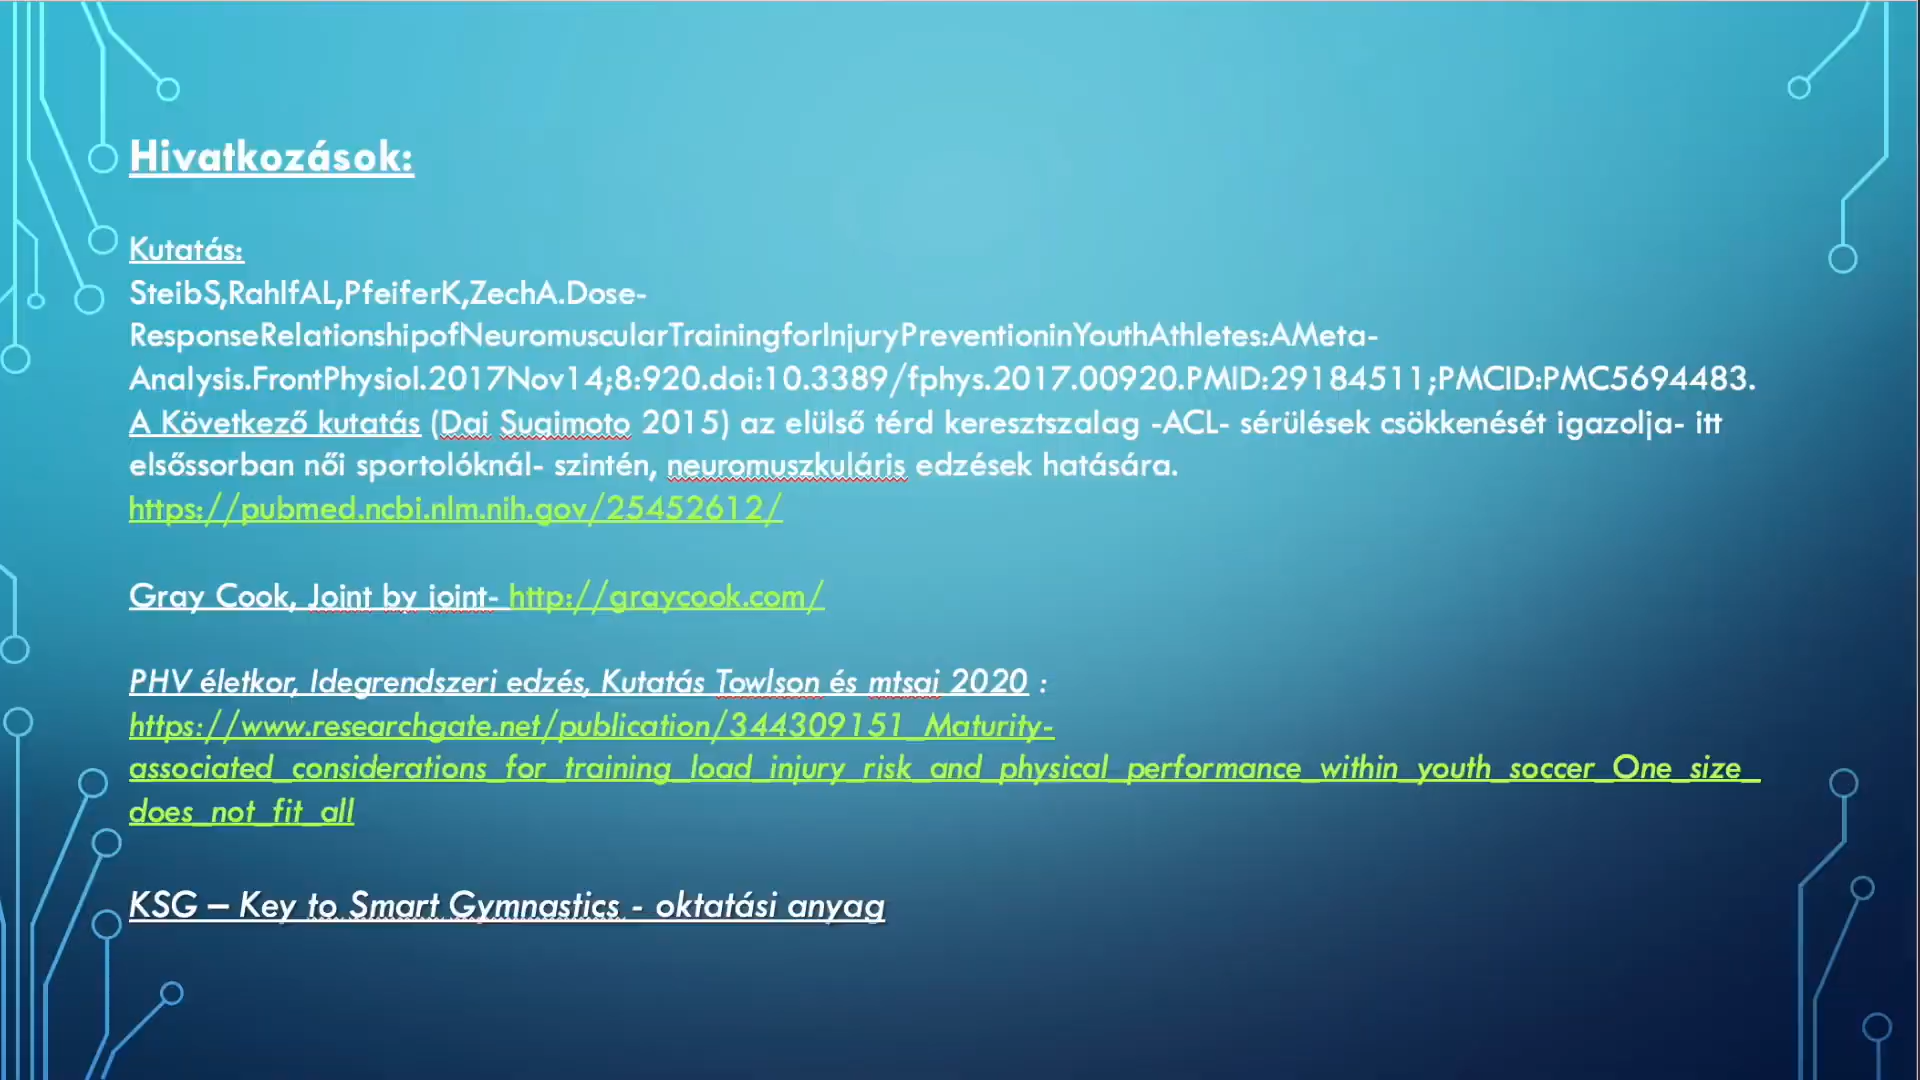 Hivatkozások:
Kutatás:
SteibS,RahlfAL,PfeiferK,ZechA.Dose-
ResponseRelationshipofNeuromuscularTrainingforInjuryPreventioninYouthAthletes:AMeta-
Analysis.FrontPhysiol.2017Nov14;8:920.doi:10.3389/fphys.2017.00920.PMID:29184511;PMCID:PMC5694483.
A Következő kutatás (Dai Sugimoto 2015) az elülső térd keresztszalag -ACL- sérülések csökkenését igazolja- itt
elsőssorban női sportolóknál- szintén, neuromuszkuláris edzések hatására.
https://pubmed.ncbi.nlm.nih.gov/25452612/
Gray Cook, Joint by joint- http://graycook.com/
PHV életkor, Idegrendszeri edzés, Kutatás Towlson és mtsai 2020 :
https://www.researchgate.net/publication/344309151_Maturity-
associated_considerations_for_training_load_injury_risk_and_physical_performance_within_youth_soccer_One_size_
does_not_fit_all
KSG – Key to Smart Gymnastics - oktatási anyag